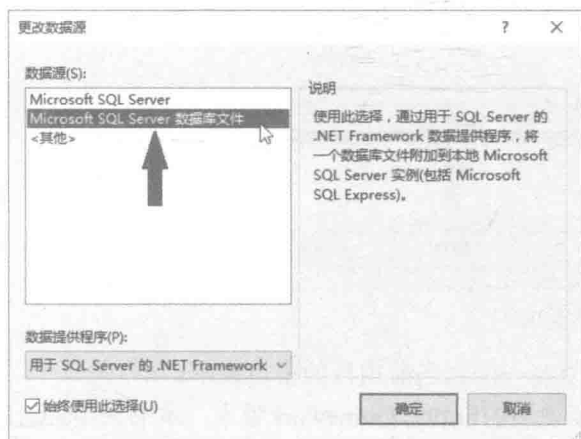 更改数据源
?
×
数据源(S):
Microsoft SQL Server
Microsoft SQL Server 数据库文件
<其他>
说明
使用此选择，通过用于 SQL Server 的
.NET Framework 数据提供程序，将
一个数据库文件附加到本地 Microsoft
SQL Server 实例(包括 Microsoft
SQL Express)。
数据提供程序(P):
用于 SQL Server 的 .NET Framework
始终使用此选择(U)
确定
取消